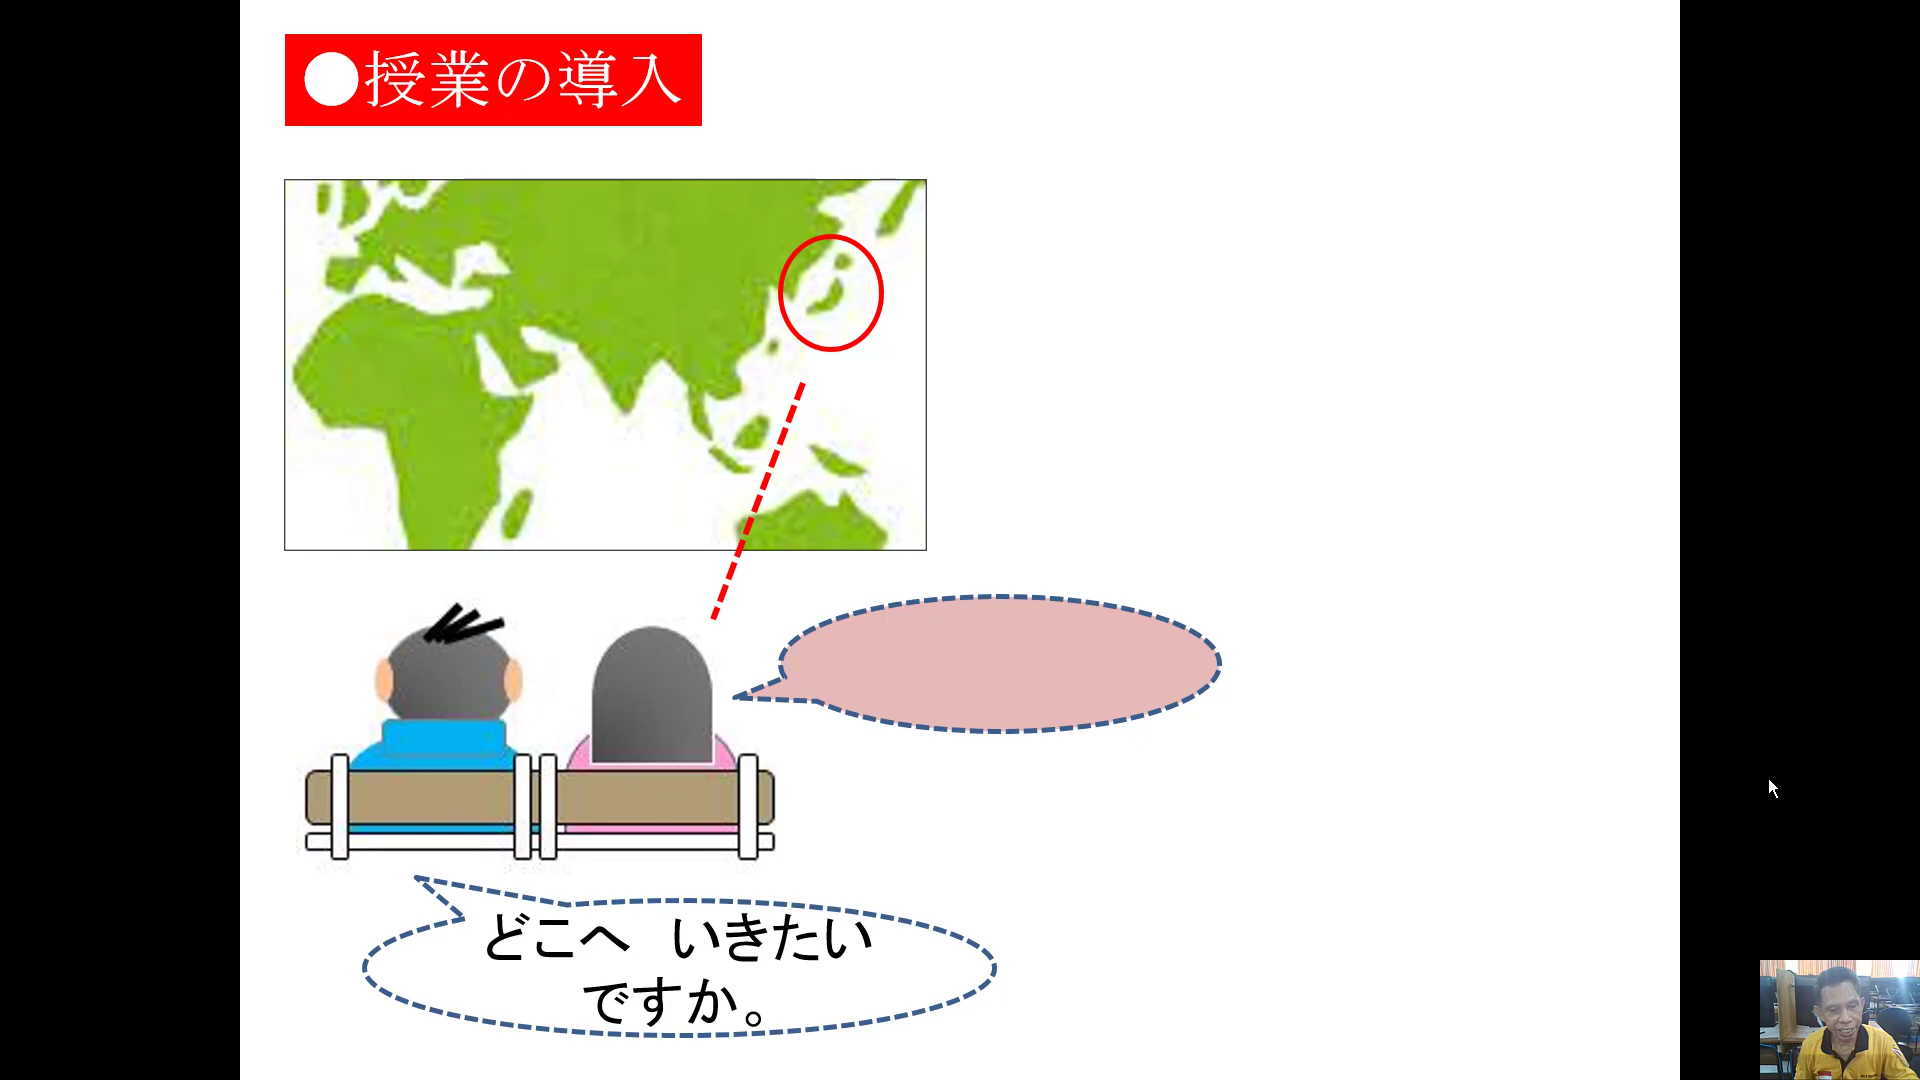 ●授業の導入
どこへ　いきたい
ですか。